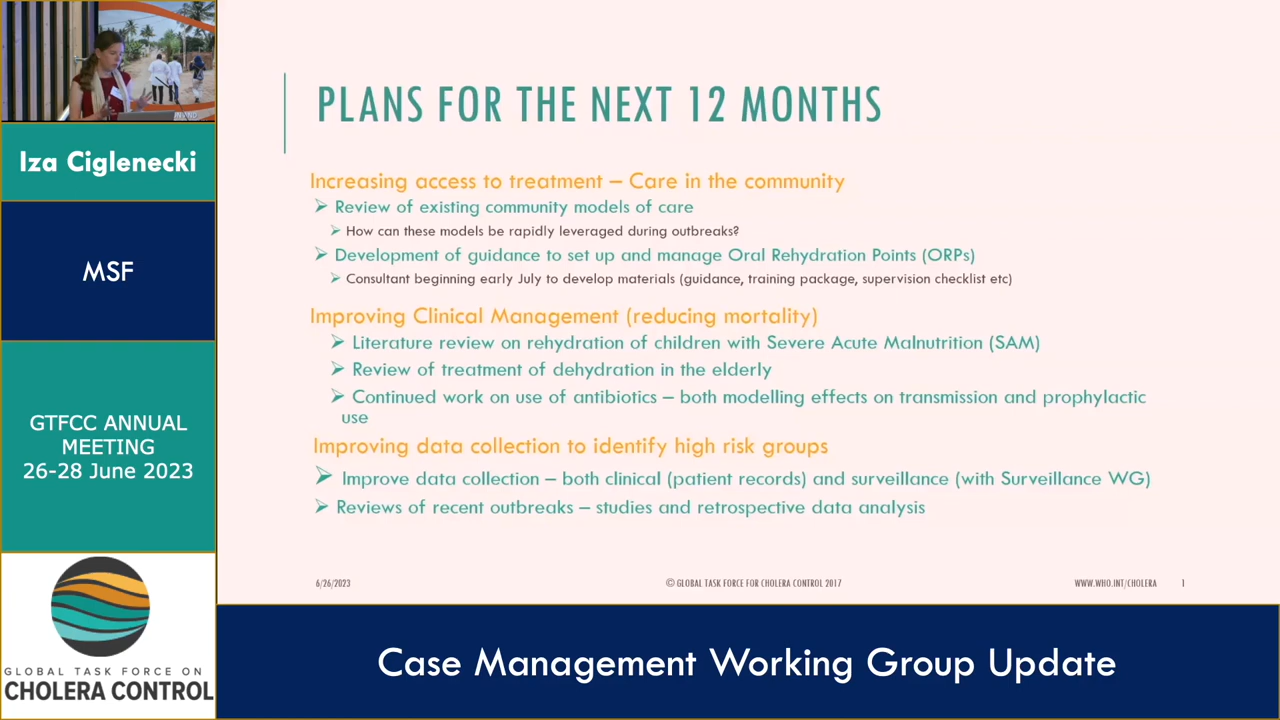 Iza Ciglenecki
MSF
GTFCC ANNUAL
MEETING
26-28 June 2023
GLOBAL TASK FORCE ON
CHOLERA CONTROL
PLANS FOR THE NEXT 12 MONTHS
Increasing access to treatment – Care in the community
Review of existing community models of care
How can these models be rapidly leveraged during outbreaks?
Development of guidance to set up and manage Oral Rehydration Points (ORPs)
Consultant beginning early July to develop materials (guidance, training package, supervision checklist etc)
Improving Clinical Management (reducing mortality)
Literature review on rehydration of children with Severe Acute Malnutrition (SAM)
Review of treatment of dehydration in the elderly
Continued work on use of antibiotics – both modelling effects on transmission and prophylactic
use
Improving data collection to identify high risk groups
Improve data collection – both clinical (patient records) and surveillance (with Surveillance WG)
Reviews of recent outbreaks – studies and retrospective data analysis
6/26/2023
© GLOBAL TASK FORCE FOR CHOLERA CONTROL 2017
WWW.WHO.INT/CHOLERA
1
Case Management Working Group Update